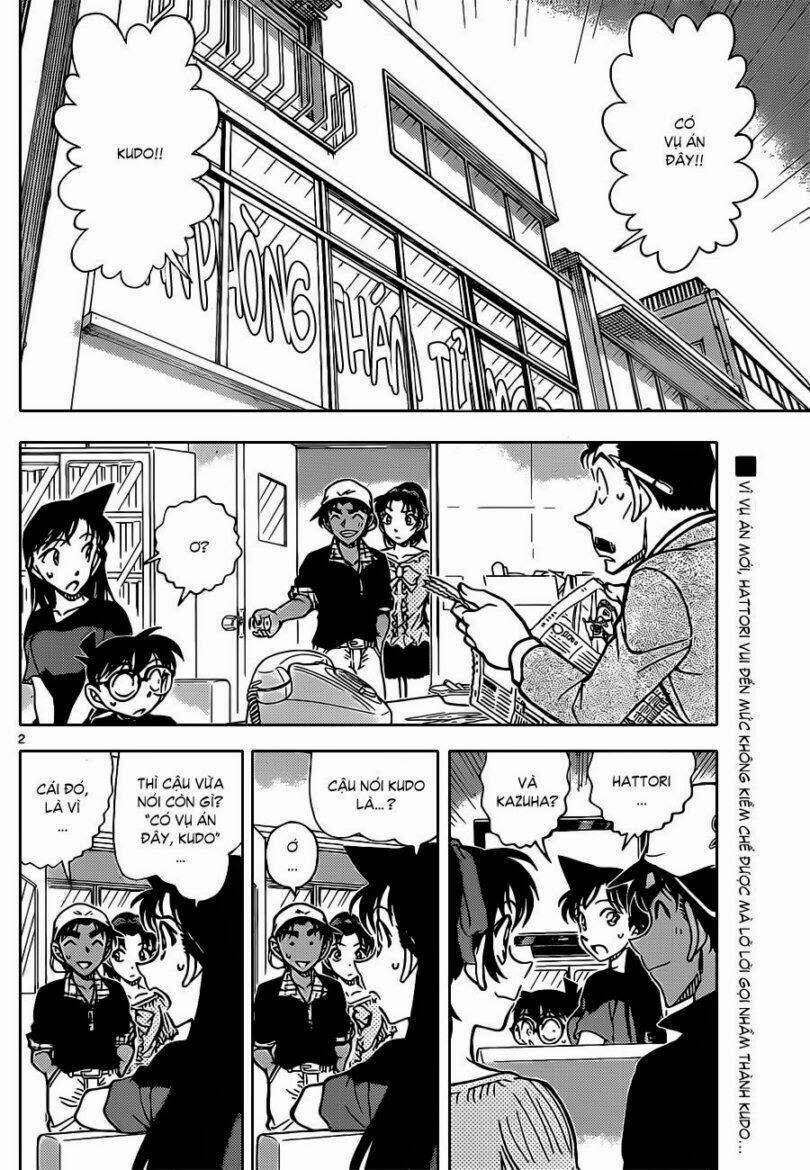 CÓ
VỤ ÁN
ĐÂY!!
KUDO!!
PHÒNG THÁM TỬ
HATTORI
...
VÀ
KAZUHA?
Ơ?
2
CẬU NÓI KUDO
LÀ...?
Ơ
...
THÌ CẬU VỪA
NÓI CÒN GÌ?
"CÓ VỤ ÁN
ĐÂY, KUDO"
...
CÁI ĐÓ,
LÀ VÌ
...
VÌ VỤ ÁN MỚI, HATTORI VUI ĐẾN MỨC KHÔNG KIỀM CHẾ ĐƯỢC MÀ LỠ LỜI GỌI NHẦM THÀNH KUDO...